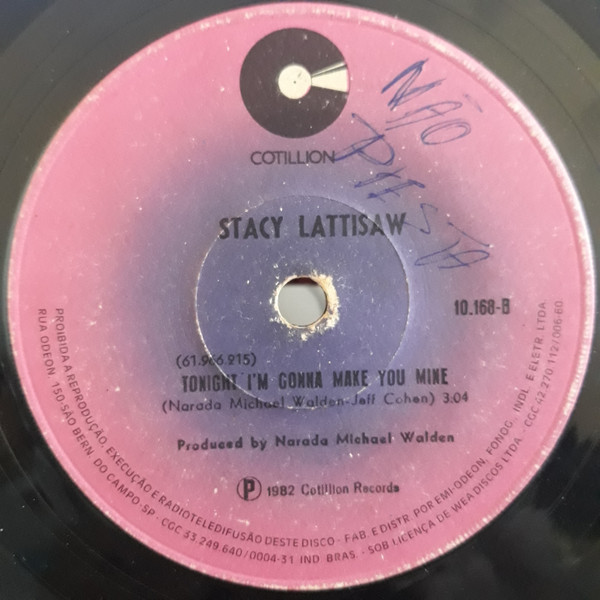 COTILLION
NÃO
PRESTA
STACY LATTISAW
10.168-B
TONIGHT I'M GONNA MAKE YOU MINE
(Narada Michael Walden-Jeff Cohen) 3:04
Produced by Narada Michael Walden
P 1982 Cotillion Records
PROIBIDA A REPRODUÇÃO, EXECUÇÃO E RADIOTELEDIFUSÃO DESTE DISCO - FAB. E DISTR. POR EMI-ODEON, FONOG. INDL. E ELETR. LTDA.
RUA ODEON, 150-SÃO BERN. DO CAMPO-SP - CGC 33.249.640/0004-31 IND. BRAS. - SOB LICENÇA DE WEA DISCOS LTDA. - CGC 42.270.112/006-60